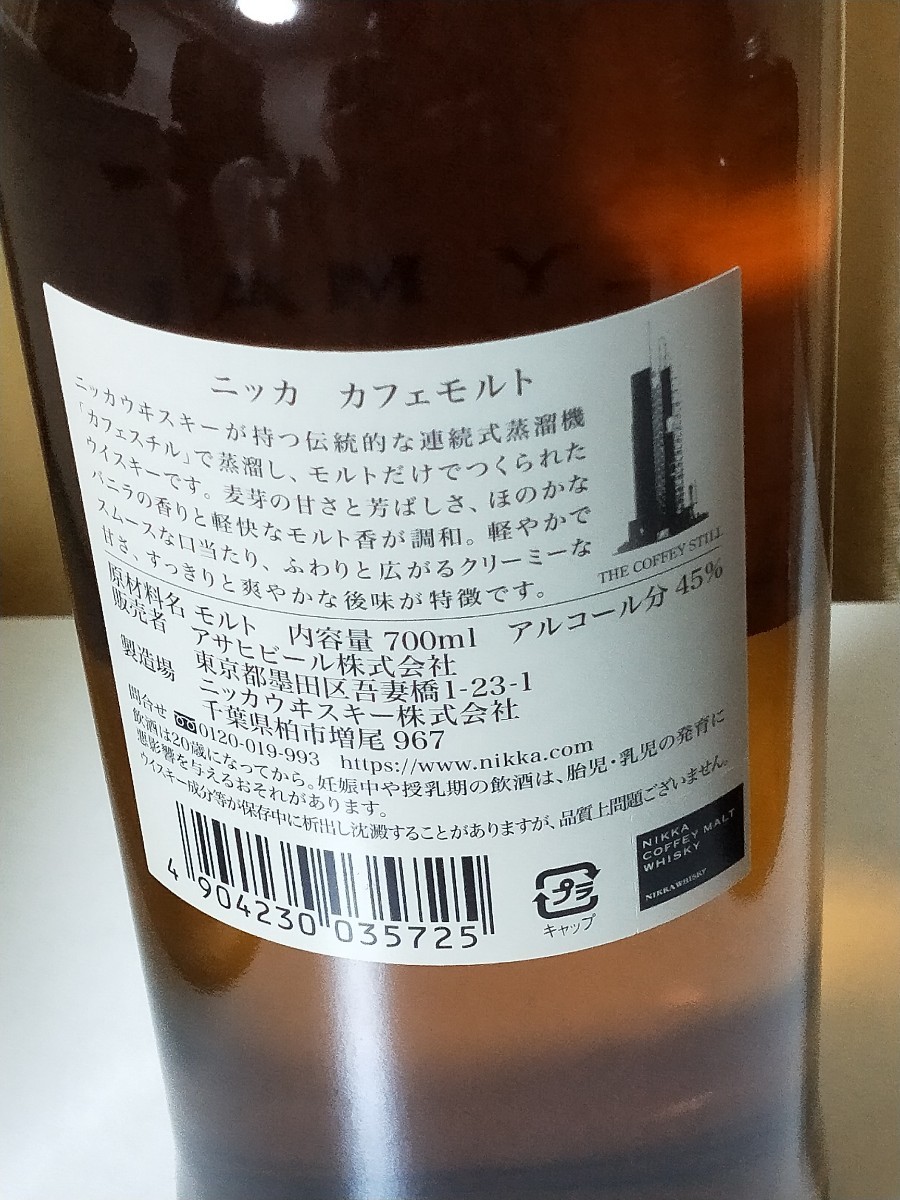 ニッカ カフェモルト
ニッカウヰスキーが持つ伝統的な連続式蒸溜機
「カフェスチル」で蒸溜し、モルトだけでつくられた
ウイスキーです。麦芽の甘さと芳ばしさ、ほのかな
バニラの香りと軽快なモルト香が調和。軽やかで
スムースな口当たり、ふわりと広がるクリーミーな
甘さ、すっきりと爽やかな後味が特徴です。
THE COFFEY STILL
原材料名 モルト 内容量 700ml アルコール分 45%
販売者 アサヒビール株式会社
東京都墨田区吾妻橋1-23-1
製造場 ニッカウヰスキー株式会社
千葉県柏市増尾 967
問合せ 0120-019-993 https://www.nikka.com
飲酒は20歳になってから。妊娠中や授乳期の飲酒は、胎児・乳児の発育に
悪影響を与えるおそれがあります。
ウイスキー成分等が保存中に析出し沈澱することがありますが、品質上問題ございません。
4 904230 035725
プラ
キャップ
NIKKA
COFFEY MALT
WHISKY
NIKKA WHISKY